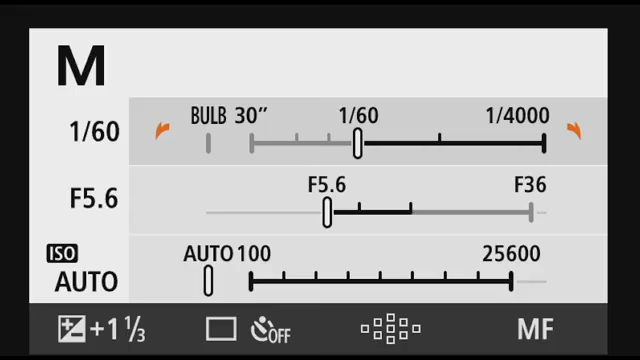 M
1/60 BULB 30" 1/60 1/4000
F5.6 F5.6 F36
ISO AUTO AUTO 100 25600
+1 1/3 OFF MF